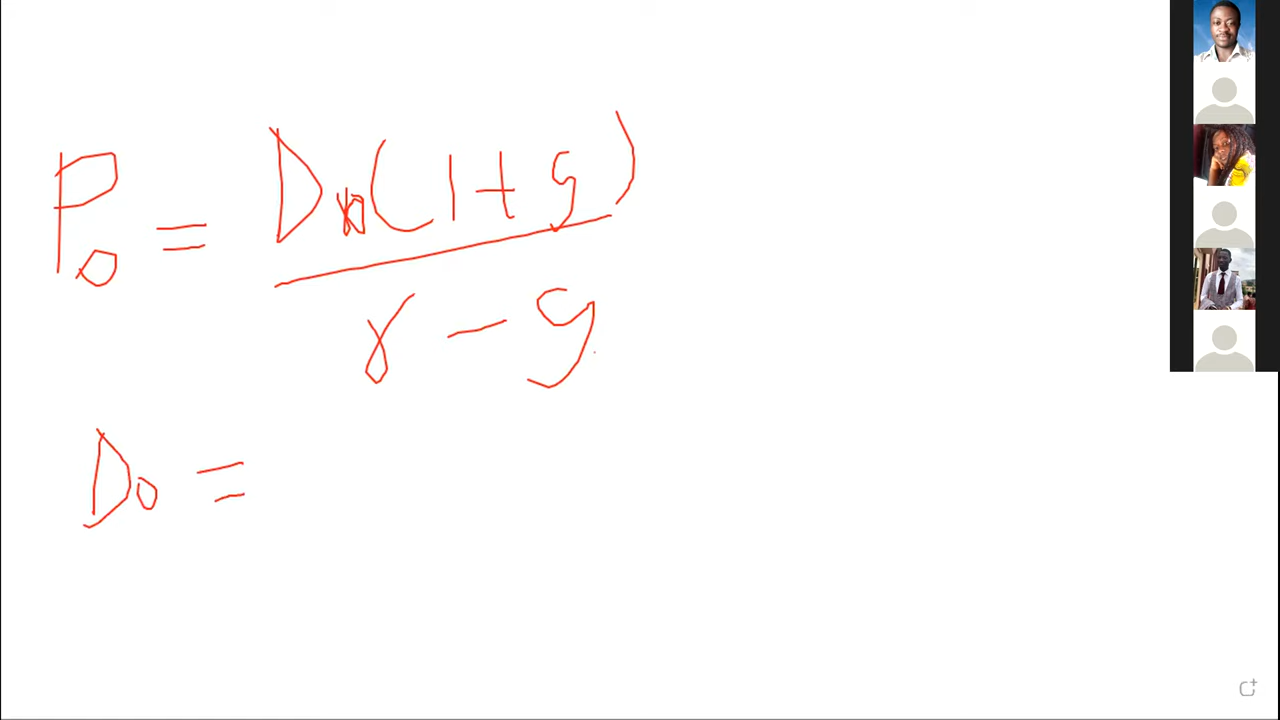 P₀ = D₀(1+g)
r − g
D₀ =